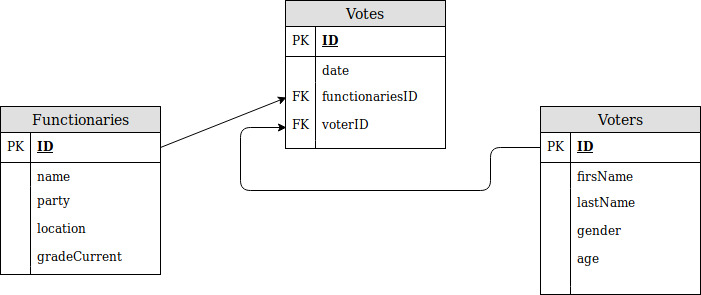 Votes
PK ID
date
FK functionariesID
FK voterID
Functionaries
PK ID
name
party
location
gradeCurrent
Voters
PK ID
firsName
lastName
gender
age